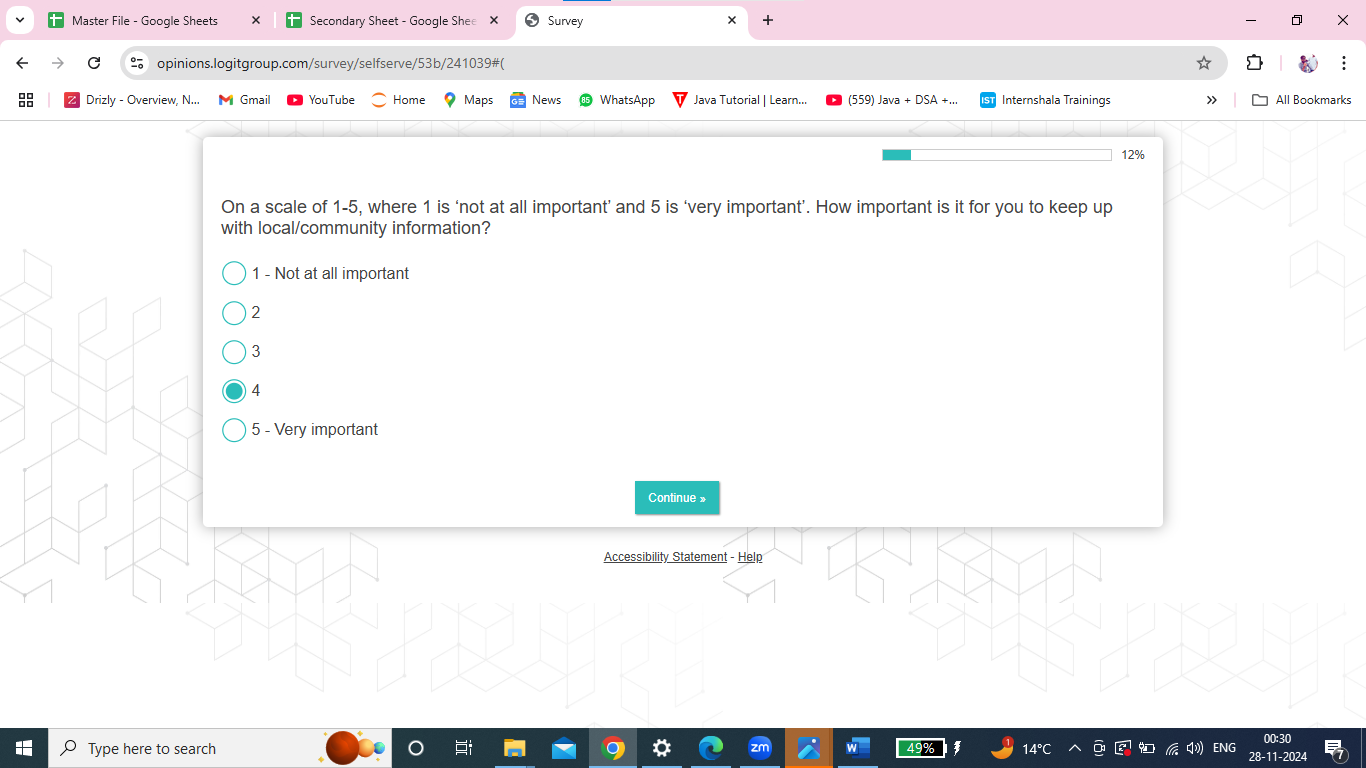 Master File - Google Sheets
Secondary Sheet - Google Shee
Survey
opinions.logitgroup.com/survey/selfserve/53b/241039#(
Drizly - Overview, N...
Gmail
YouTube
Home
Maps
News
WhatsApp
Java Tutorial | Learn...
(559) Java + DSA +...
IST
Internshala Trainings
»
All Bookmarks
12%
On a scale of 1-5, where 1 is ‘not at all important’ and 5 is ‘very important’. How important is it for you to keep up
with local/community information?
1 - Not at all important
2
3
4
5 - Very important
Continue »
Accessibility Statement - Help
Type here to search
zm
49%
1
14°C
ENG
00:30
28-11-2024
7